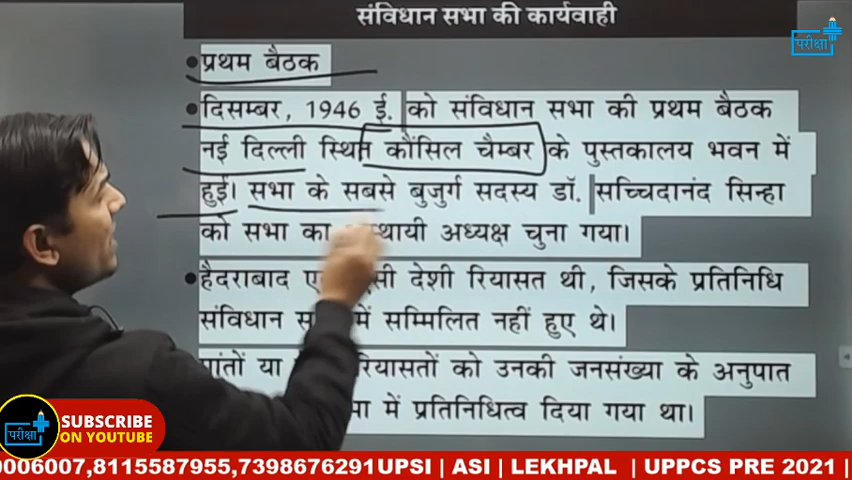 संविधान सभा की कार्यवाही
परीक्षा
प्रथम बैठक
दिसम्बर, 1946 ई. को संविधान सभा की प्रथम बैठक
नई दिल्ली स्थित कौंसिल चैम्बर के पुस्तकालय भवन में
हुई। सभा के सबसे बुजुर्ग सदस्य डॉ. सच्चिदानंद सिन्हा
को सभा का अध्यक्ष चुना गया।
हैदराबाद देशी रियासत थी, जिसके प्रतिनिधि
संविधान में सम्मिलित नहीं हुए थे।
या रियासतों को उनकी जनसंख्या के अनुपात
में प्रतिनिधित्व दिया गया था।
परीक्षा
SUBSCRIBE
ON YOUTUBE
0006007,8115587955,7398676291 UPSI | ASI | LEKHPAL | UPPCS PRE 2021 |